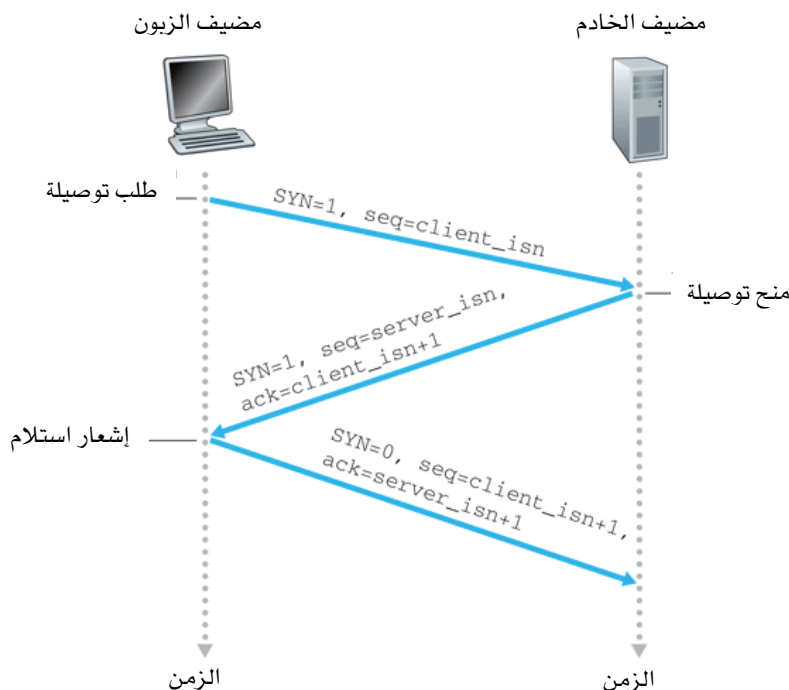 مضيف الزبون
مضيف الخادم
طلب توصيلة
SYN=1, seq=client_isn
منح توصيلة
SYN=1, seq=server_isn,
ack=client_isn+1
إشعار استلام
SYN=0, seq=client_isn+1,
ack=server_isn+1
الزمن
الزمن